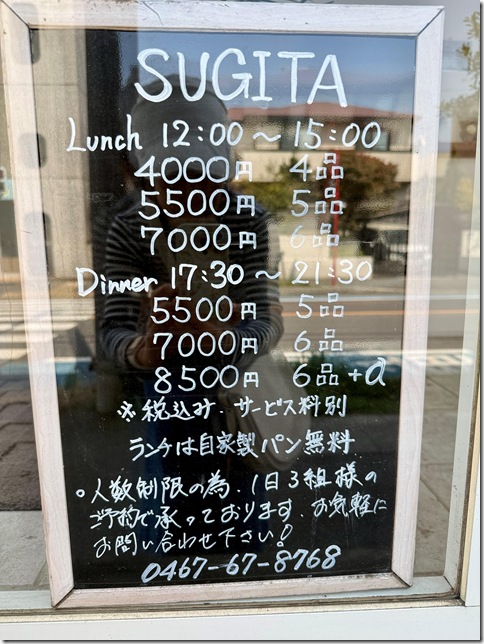 SUGITA
Lunch 12:00〜15:00
4000円 4品
5500円 5品
7000円 6品
Dinner 17:30〜21:30
5500円 5品
7000円 6品
8500円 6品+α
※税込み.サービス料別
ランチは自家製パン無料
。人数制限の為.1日3組様の
ご予約で承っております.お気軽に
お問い合わせ下さい!
0467-67-8768